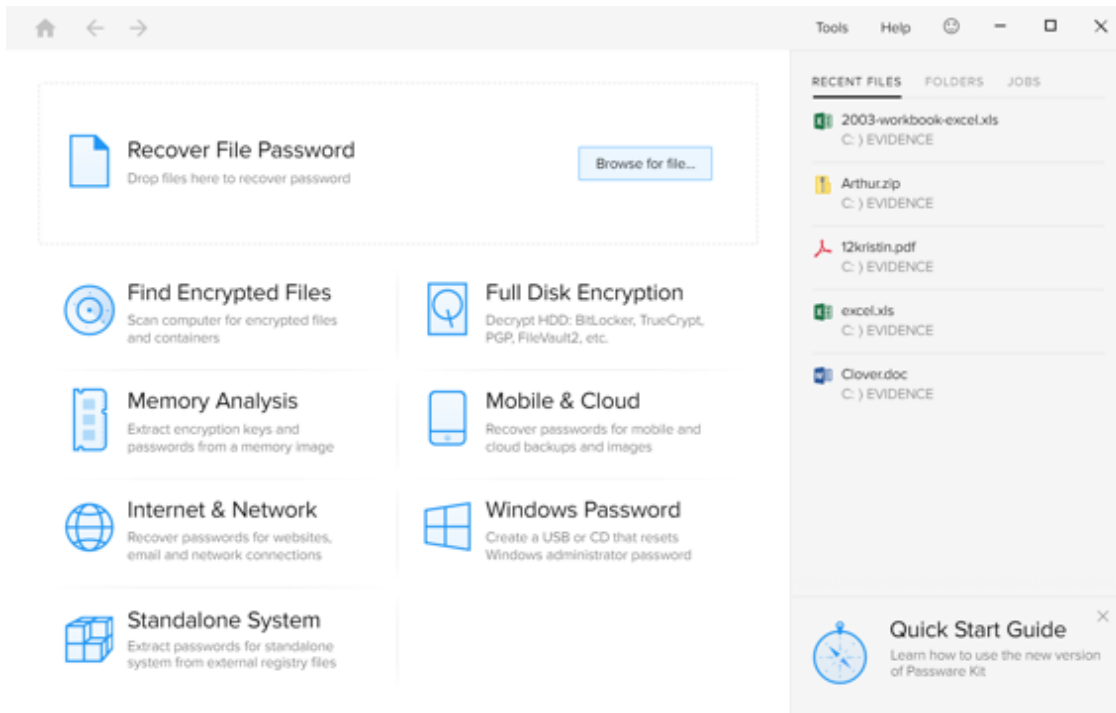 Tools Help
RECENT FILES FOLDERS JOBS
Recover File Password
Drop files here to recover password
Browse for file...
Find Encrypted Files
Scan computer for encrypted files
and containers
Full Disk Encryption
Decrypt HDD: BitLocker, TrueCrypt,
PGP, FileVault2, etc.
Memory Analysis
Extract encryption keys and
passwords from a memory image
Mobile & Cloud
Recover passwords for mobile and
cloud backups and images
Internet & Network
Recover passwords for websites,
email and network connections
Windows Password
Create a USB or CD that resets
Windows administrator password
Standalone System
Extract passwords for standalone
system from external registry files
2003-workbook-excel.xls
C: ) EVIDENCE
Arthur.zip
C: ) EVIDENCE
12kristin.pdf
C: ) EVIDENCE
excel.xls
C: ) EVIDENCE
Clover.doc
C: ) EVIDENCE
Quick Start Guide
Learn how to use the new version
of Passware Kit